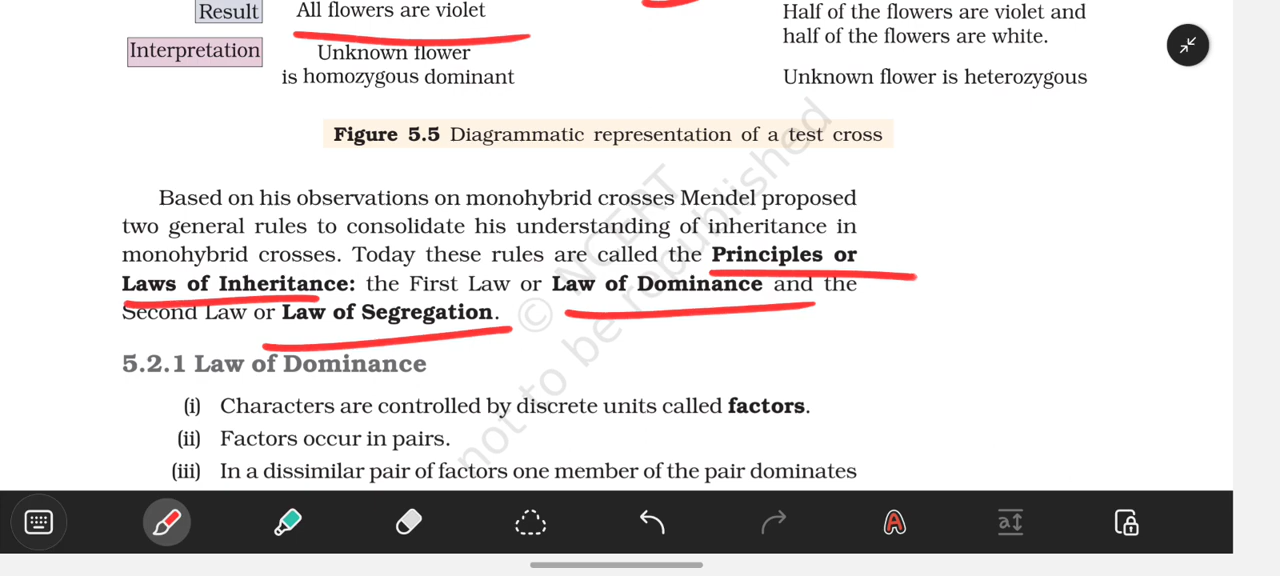 Result All flowers are violet Half of the flowers are violet and
half of the flowers are white.
Interpretation Unknown flower
is homozygous dominant Unknown flower is heterozygous
Figure 5.5 Diagrammatic representation of a test cross
Based on his observations on monohybrid crosses Mendel proposed
two general rules to consolidate his understanding of inheritance in
monohybrid crosses. Today these rules are called the Principles or
Laws of Inheritance: the First Law or Law of Dominance and the
Second Law or Law of Segregation.
5.2.1 Law of Dominance
(i) Characters are controlled by discrete units called factors.
(ii) Factors occur in pairs.
(iii) In a dissimilar pair of factors one member of the pair dominates
© NCERT
not to be republished
A
a